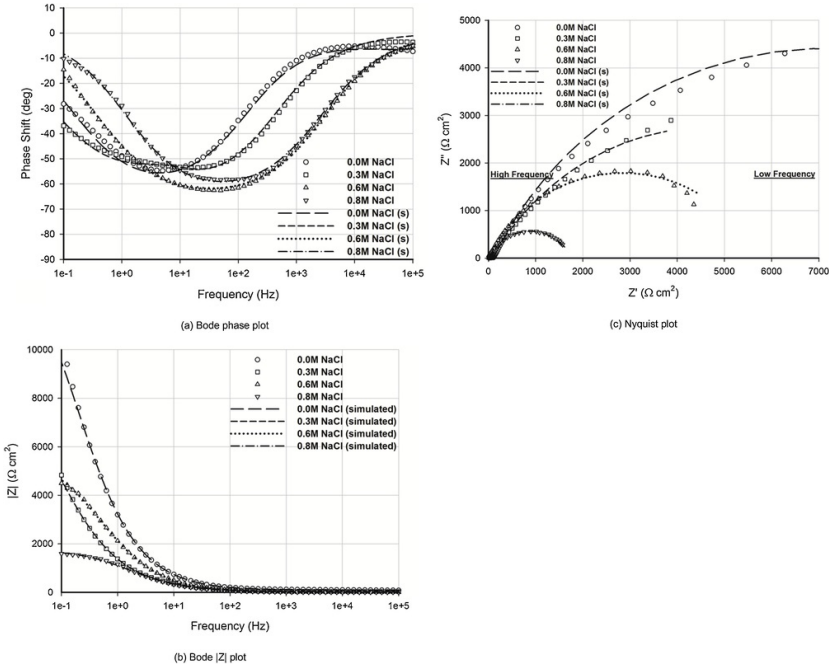 10
0
-10
-20
-30
-40
-50
-60
-70
-80
-90
Phase Shift (deg)
0.0M NaCl
0.3M NaCl
0.6M NaCl
0.8M NaCl
0.0M NaCl (s)
0.3M NaCl (s)
0.6M NaCl (s)
0.8M NaCl (s)
1e-1 1e+0 1e+1 1e+2 1e+3 1e+4 1e+5
Frequency (Hz)
(a) Bode phase plot
5000
4000
3000
2000
1000
0
Z'' (Ω cm²)
0.0M NaCl
0.3M NaCl
0.6M NaCl
0.8M NaCl
0.0M NaCl (s)
0.3M NaCl (s)
0.6M NaCl (s)
0.8M NaCl (s)
High Frequency
Low Frequency
0 1000 2000 3000 4000 5000 6000 7000
Z' (Ω cm²)
(c) Nyquist plot
10000
8000
6000
4000
2000
0
|Z| (Ω cm²)
0.0M NaCl
0.3M NaCl
0.6M NaCl
0.8M NaCl
0.0M NaCl (simulated)
0.3M NaCl (simulated)
0.6M NaCl (simulated)
0.8M NaCl (simulated)
1e-1 1e+0 1e+1 1e+2 1e+3 1e+4 1e+5
Frequency (Hz)
(b) Bode |Z| plot